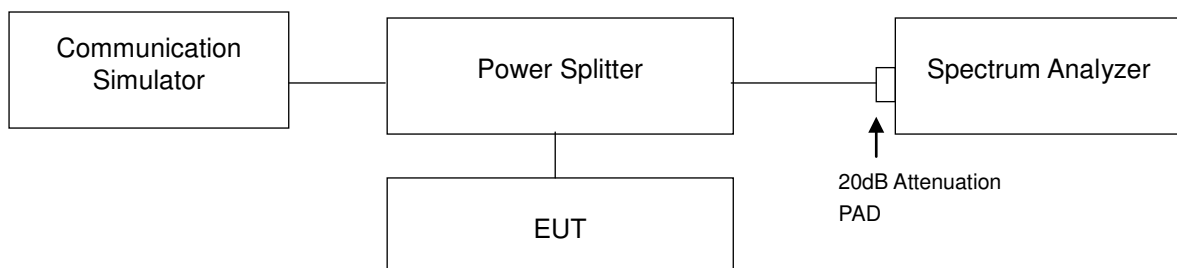 Communication
Simulator
Power Splitter
Spectrum Analyzer
20dB Attenuation
PAD
EUT